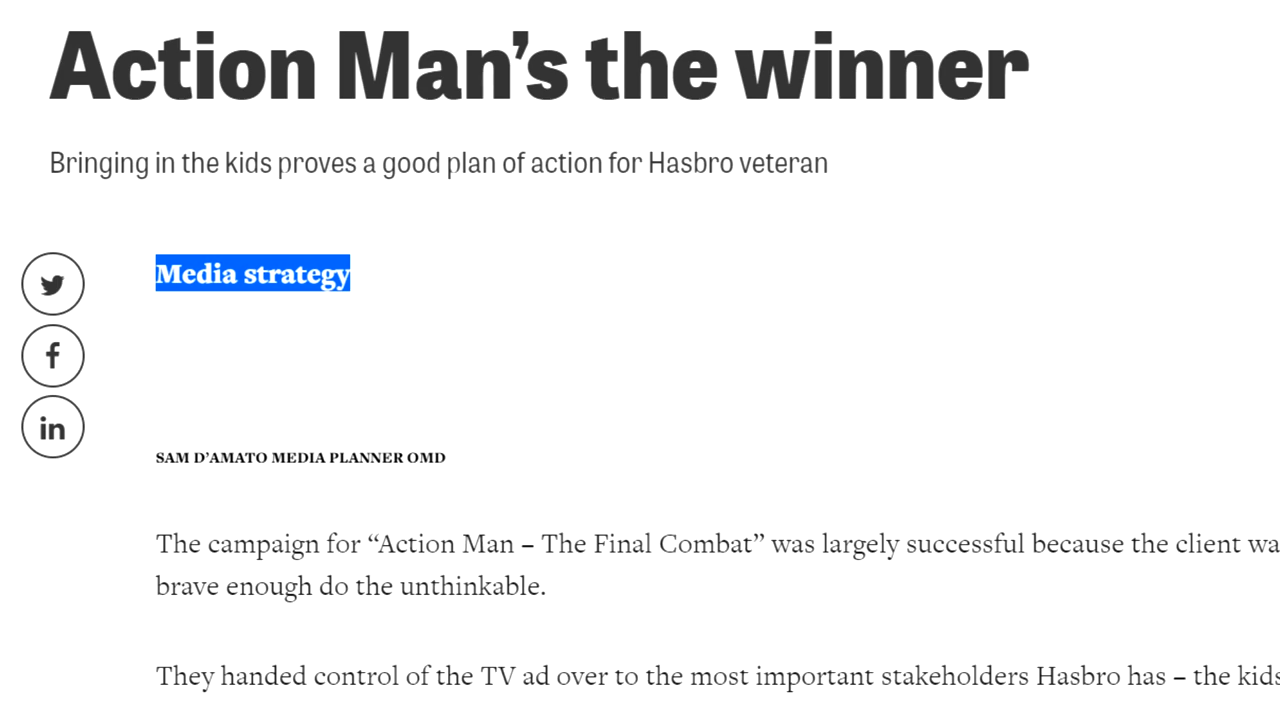 Action Man’s the winner
Bringing in the kids proves a good plan of action for Hasbro veteran
Media strategy
in
SAM D’AMATO MEDIA PLANNER OMD
The campaign for “Action Man – The Final Combat” was largely successful because the client wa
brave enough do the unthinkable.
They handed control of the TV ad over to the most important stakeholders Hasbro has – the kids